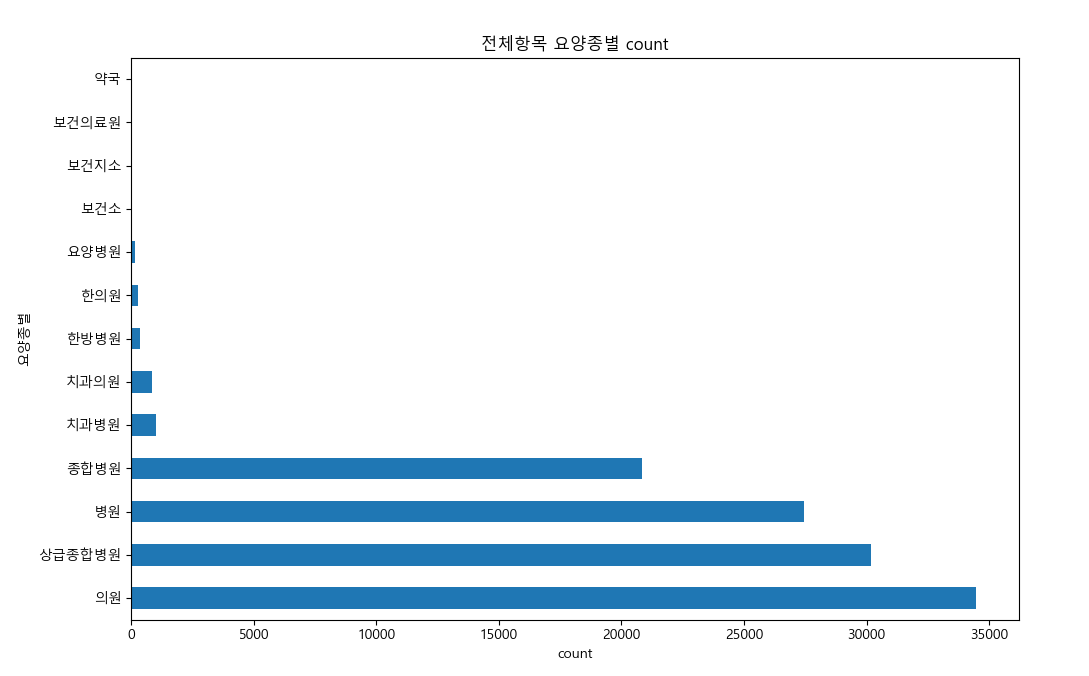 전체항목 요양종별 count
약국
보건의료원
보건지소
보건소
요양병원
한의원
한방병원
치과의원
치과병원
종합병원
병원
상급종합병원
의원
요양종별
0 5000 10000 15000 20000 25000 30000 35000
count